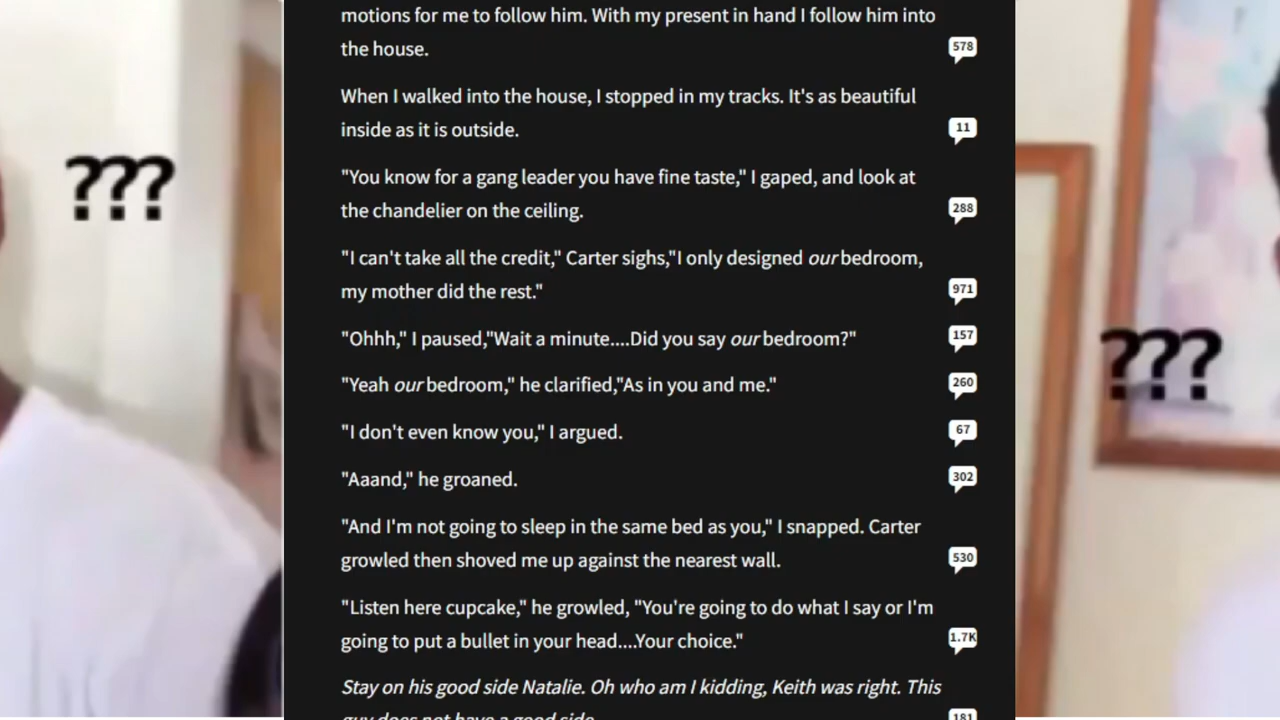 motions for me to follow him. With my present in hand I follow him into
the house.
578
When I walked into the house, I stopped in my tracks. It's as beautiful
inside as it is outside.
11
???
"You know for a gang leader you have fine taste," I gaped, and look at
the chandelier on the ceiling.
288
"I can't take all the credit," Carter sighs,"I only designed our bedroom,
my mother did the rest."
971
"Ohhh," I paused,"Wait a minute....Did you say our bedroom?"
157
???
"Yeah our bedroom," he clarified,"As in you and me."
260
"I don't even know you," I argued.
67
"Aaand," he groaned.
302
"And I'm not going to sleep in the same bed as you," I snapped. Carter
growled then shoved me up against the nearest wall.
530
"Listen here cupcake," he growled, "You're going to do what I say or I'm
going to put a bullet in your head....Your choice."
1.7K
Stay on his good side Natalie. Oh who am I kidding, Keith was right. This
guy does not have a good side.
181